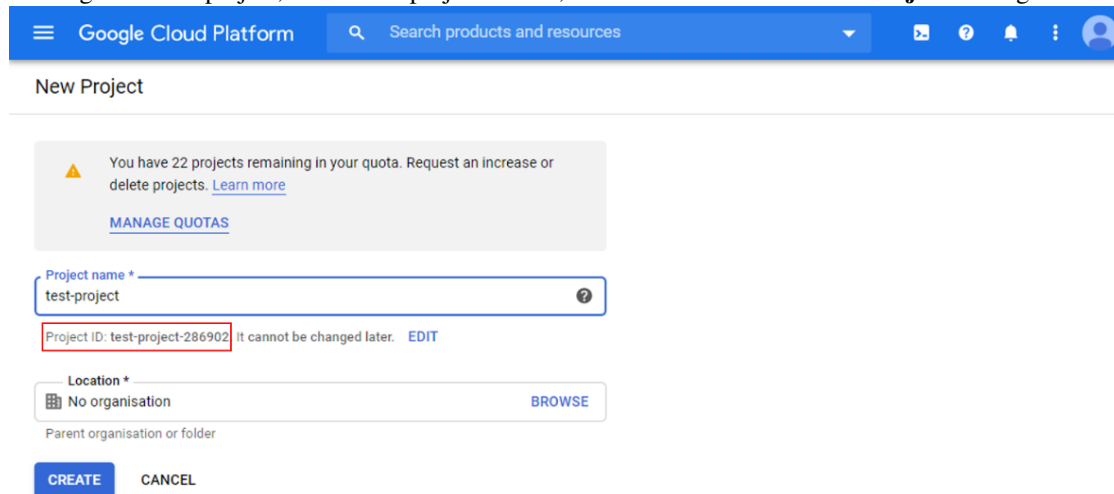 Google Cloud Platform
Search products and resources
New Project
You have 22 projects remaining in your quota. Request an increase or
delete projects. Learn more
MANAGE QUOTAS
Project name *
test-project
Project ID: test-project-286902 It cannot be changed later. EDIT
Location *
No organisation BROWSE
Parent organisation or folder
CREATE CANCEL